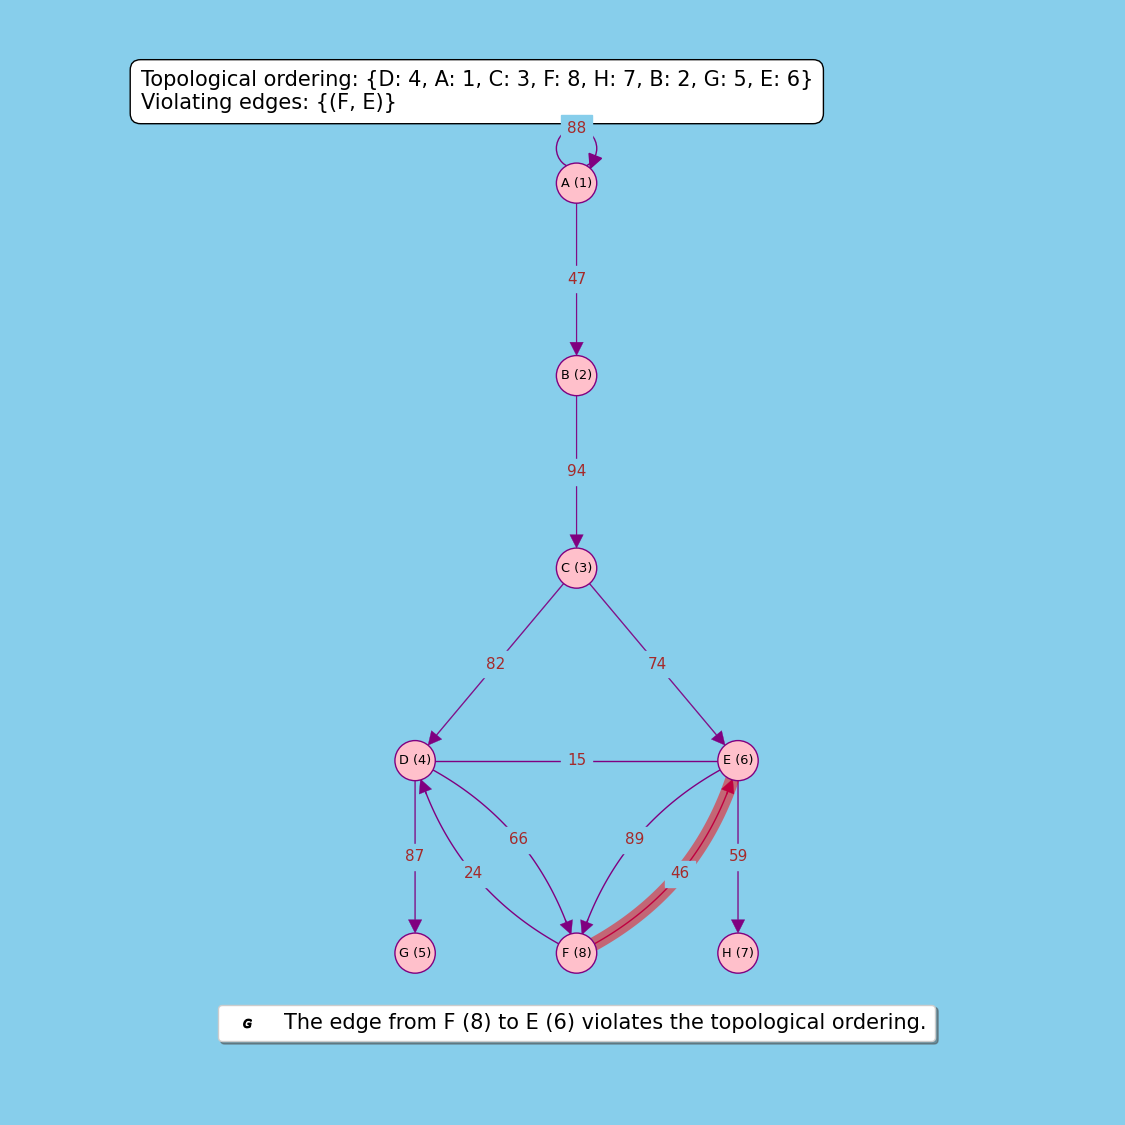 Topological ordering: {D: 4, A: 1, C: 3, F: 8, H: 7, B: 2, G: 5, E: 6}
Violating edges: {(F, E)}
88
A (1)
47
B (2)
94
C (3)
82
74
D (4)
15
E (6)
66
89
87
59
24
46
G (5)
F (8)
H (7)
G The edge from F (8) to E (6) violates the topological ordering.